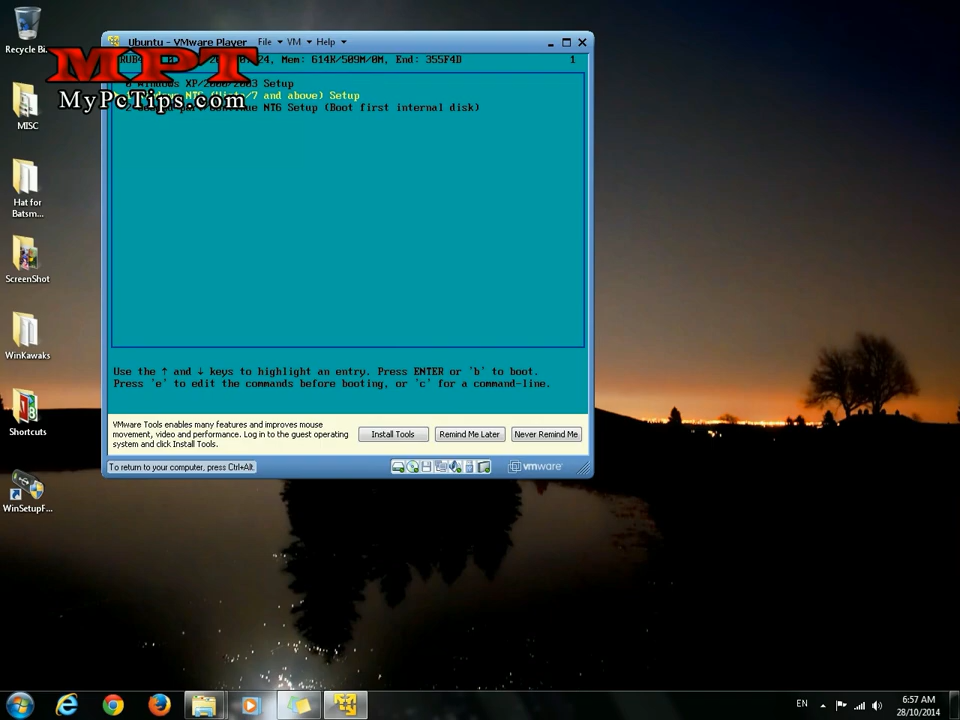 Recycle Bi...
MISC
Hat for
Batsm...
ScreenShot
WinKawaks
Shortcuts
WinSetupF...
MPT
MyPcTips.com
Ubuntu - VMware Player File VM Help
Mem: 614K/509M/0M, End: 355F4D 1
Windows XP/2000/2003 Setup
NT6 (Vista/7 and above) Setup
NT6 Setup (Boot first internal disk)
Use the ↑ and ↓ keys to highlight an entry. Press ENTER or 'b' to boot.
Press 'e' to edit the commands before booting, or 'c' for a command-line.
VMware Tools enables many features and improves mouse
movement, video and performance. Log in to the guest operating
system and click Install Tools.
Install Tools
Remind Me Later
Never Remind Me
To return to your computer, press Ctrl+Alt.
vmware
EN
6:57 AM
28/10/2014